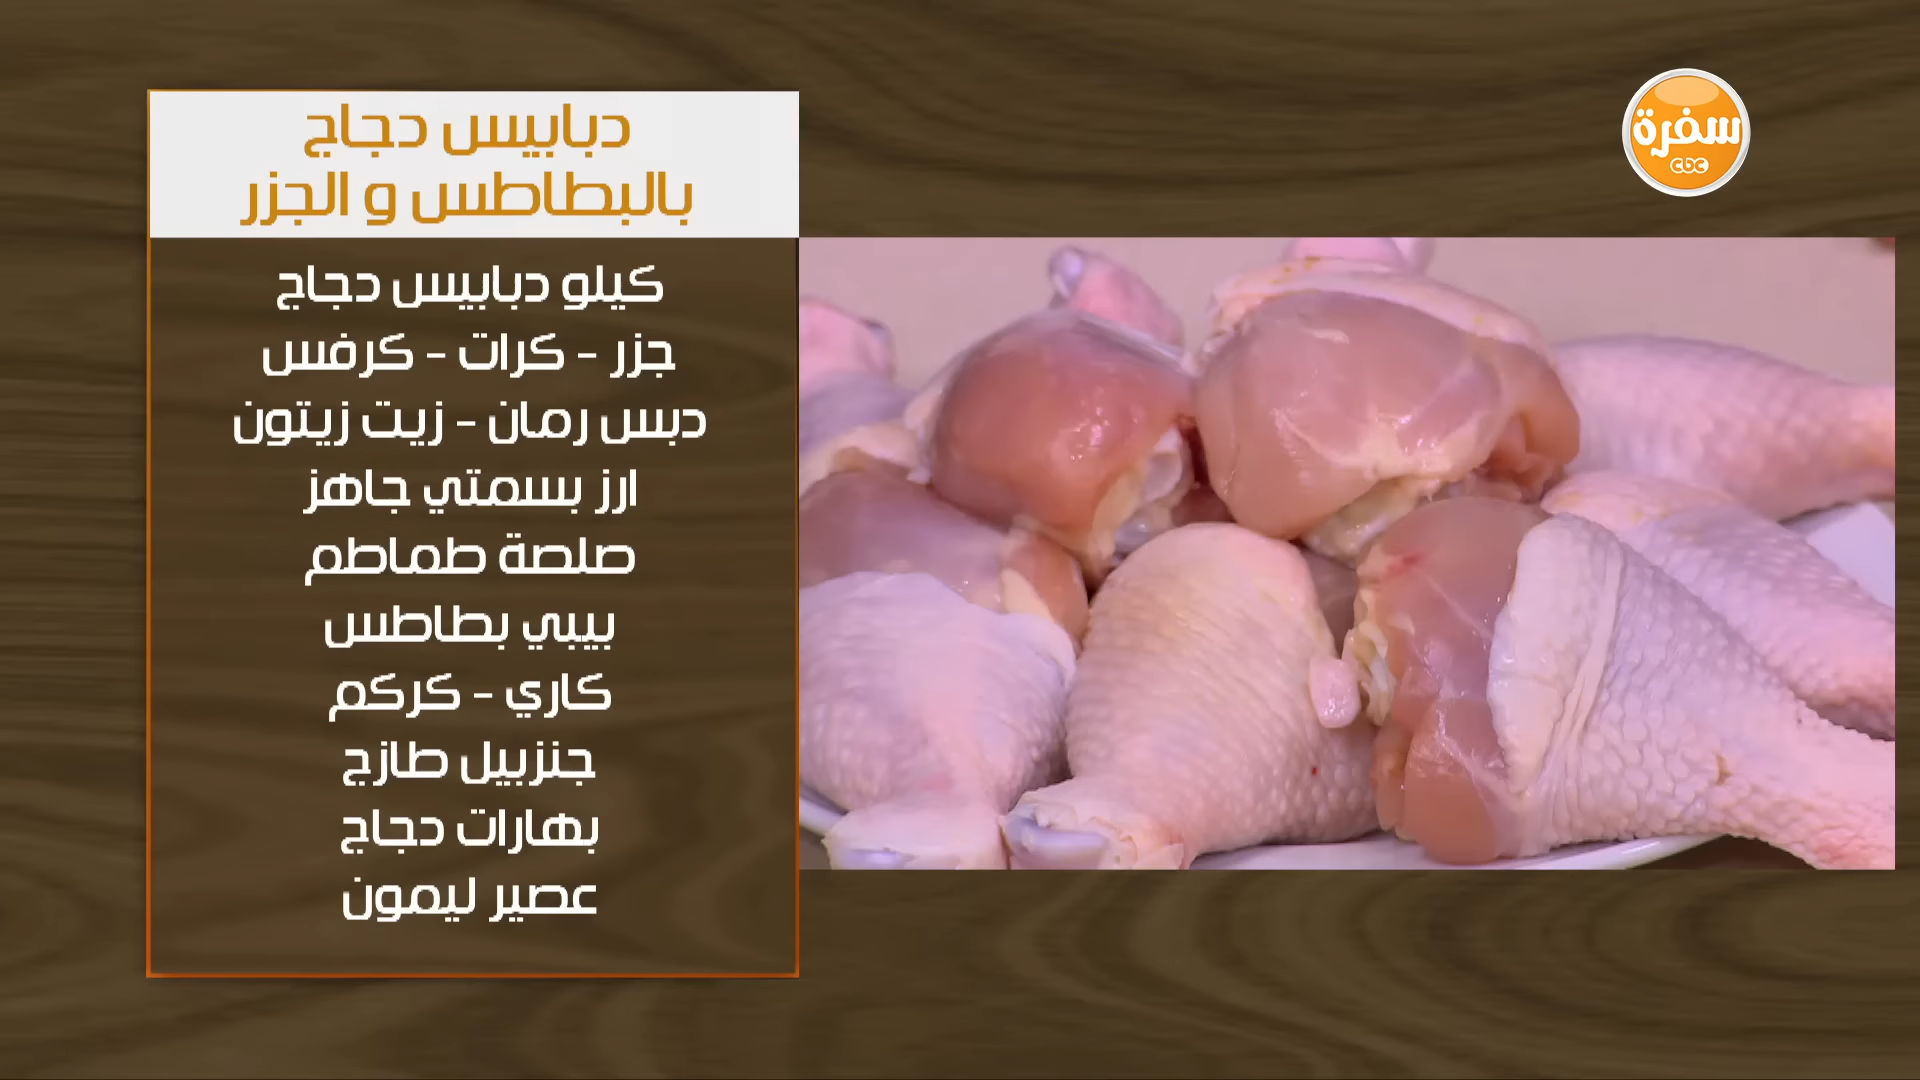 دبابيس دجاج
بالبطاطس و الجزر
كيلو دبابيس دجاج
جزر - كرات - كرفس
دبس رمان - زيت زيتون
ارز بسمتي جاهز
صلصة طماطم
بيبي بطاطس
كاري - كركم
جنزبيل طازج
بهارات دجاج
عصير ليمون
سفرة
cbc